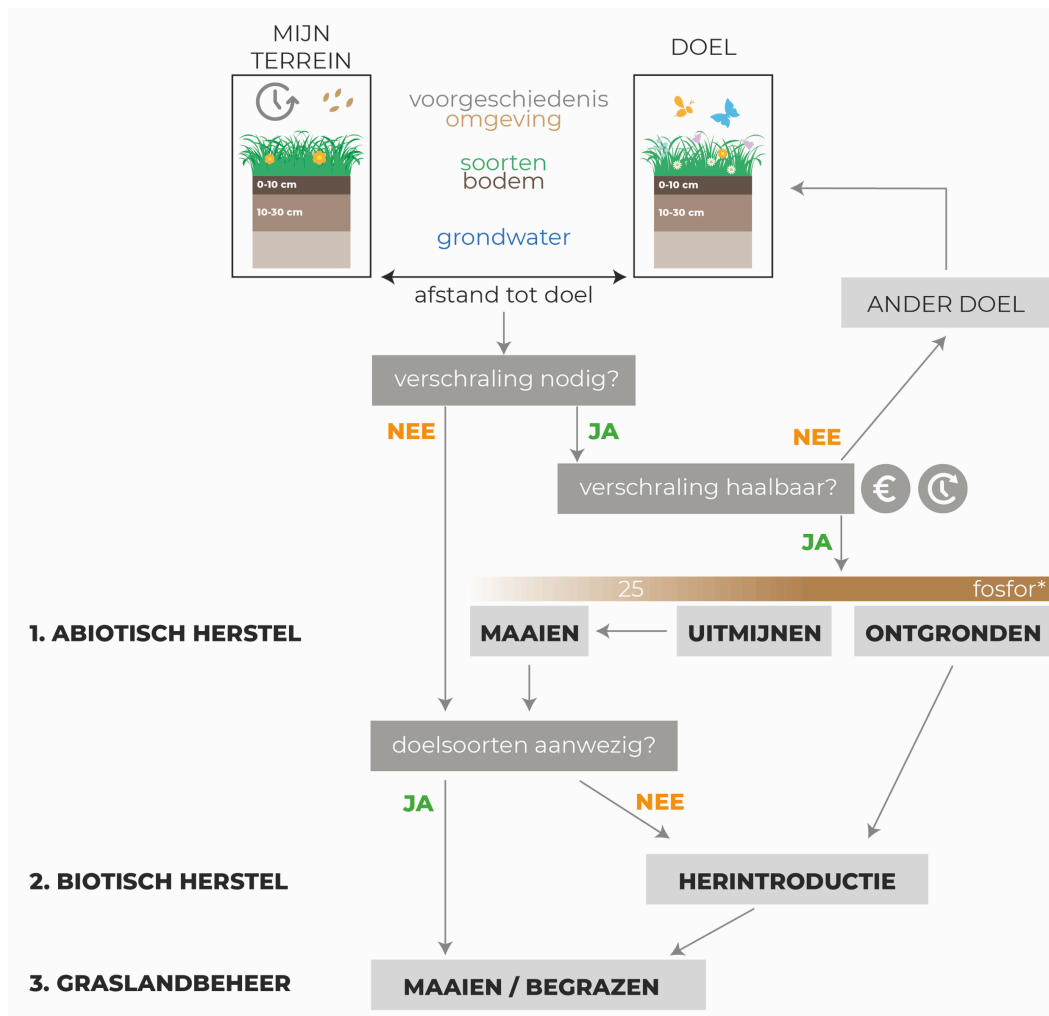 MIJN
TERREIN
DOEL
voorgeschiedenis
omgeving
soorten
bodem
grondwater
0-10 cm
10-30 cm
0-10 cm
10-30 cm
afstand tot doel
ANDER DOEL
verschraling nodig?
NEE
JA
NEE
verschraling haalbaar?
€
JA
25
fosfor*
1. ABIOTISCH HERSTEL
MAAIEN
UITMIJNEN
ONTGRONDEN
doelsoorten aanwezig?
JA
NEE
2. BIOTISCH HERSTEL
HERINTRODUCTIE
3. GRASLANDBEHEER
MAAIEN / BEGRAZEN